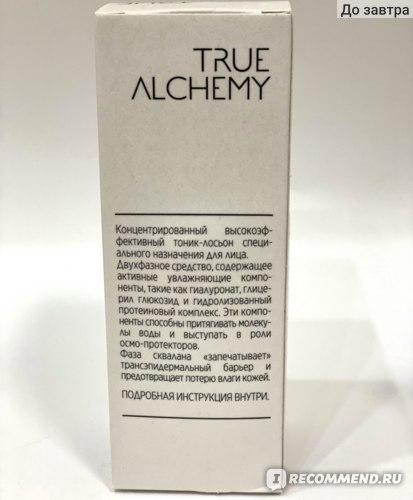 До завтра
TRUE
ALCHEMY
Концентрированный высокоэф-
фективный тоник-лосьон специ-
ального назначения для лица.
Двухфазное средство, содержащее
активные увлажняющие компо-
ненты, такие как гиалуронат, глице-
рил глюкозид и гидролизованный
протеиновый комплекс. Эти компо-
ненты способны притягивать молеку-
лы воды и выступать в роли
осмо-протекторов.
Фаза сквалана «запечатывает»
трансэпидермальный барьер и
предотвращает потерю влаги кожей.
ПОДРОБНАЯ ИНСТРУКЦИЯ ВНУТРИ.
I RECOMMEND.RU